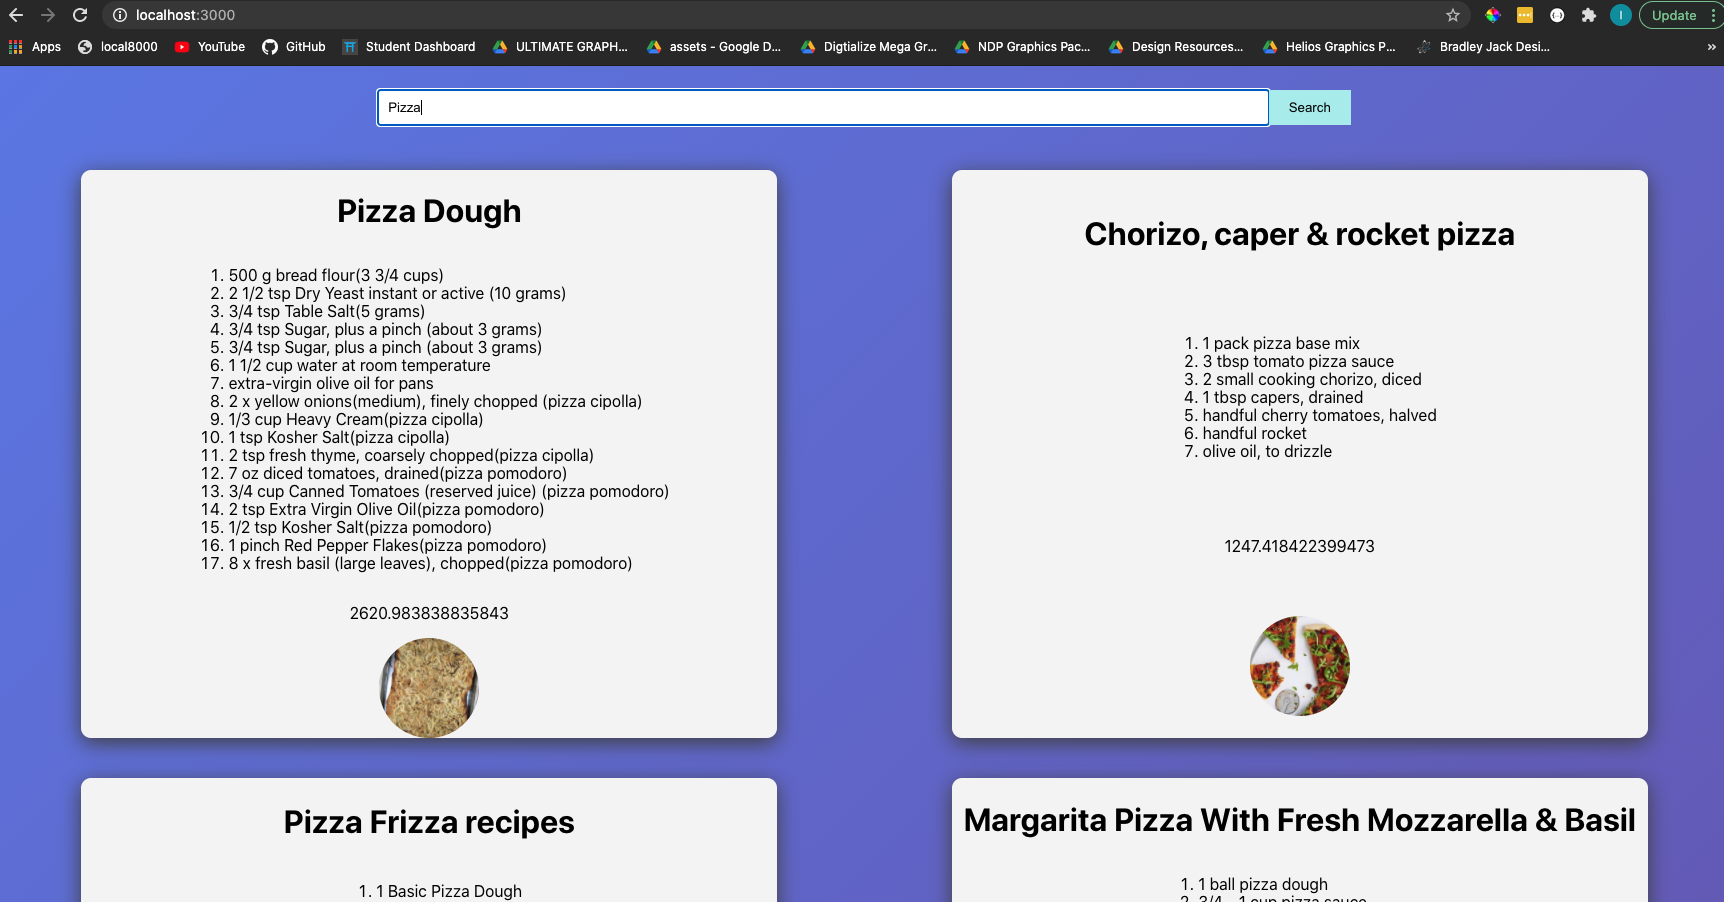 localhost:3000
Update
Apps
local8000
YouTube
GitHub
Student Dashboard
ULTIMATE GRAPH...
assets - Google D...
Digtialize Mega Gr...
NDP Graphics Pac...
Design Resources...
Helios Graphics P...
Bradley Jack Desi...
»
Pizza
Search
Pizza Dough
1. 500 g bread flour(3 3/4 cups)
2. 2 1/2 tsp Dry Yeast instant or active (10 grams)
3. 3/4 tsp Table Salt(5 grams)
4. 3/4 tsp Sugar, plus a pinch (about 3 grams)
5. 3/4 tsp Sugar, plus a pinch (about 3 grams)
6. 1 1/2 cup water at room temperature
7. extra-virgin olive oil for pans
8. 2 x yellow onions(medium), finely chopped (pizza cipolla)
9. 1/3 cup Heavy Cream(pizza cipolla)
10. 1 tsp Kosher Salt(pizza cipolla)
11. 2 tsp fresh thyme, coarsely chopped(pizza cipolla)
12. 7 oz diced tomatoes, drained(pizza pomodoro)
13. 3/4 cup Canned Tomatoes (reserved juice) (pizza pomodoro)
14. 2 tsp Extra Virgin Olive Oil(pizza pomodoro)
15. 1/2 tsp Kosher Salt(pizza pomodoro)
16. 1 pinch Red Pepper Flakes(pizza pomodoro)
17. 8 x fresh basil (large leaves), chopped(pizza pomodoro)
2620.983838835843
Chorizo, caper & rocket pizza
1. 1 pack pizza base mix
2. 3 tbsp tomato pizza sauce
3. 2 small cooking chorizo, diced
4. 1 tbsp capers, drained
5. handful cherry tomatoes, halved
6. handful rocket
7. olive oil, to drizzle
1247.418422399473
Pizza Frizza recipes
1. 1 Basic Pizza Dough
Margarita Pizza With Fresh Mozzarella & Basil
1. 1 ball pizza dough
2. 3/4 - 1 cup pizza sauce